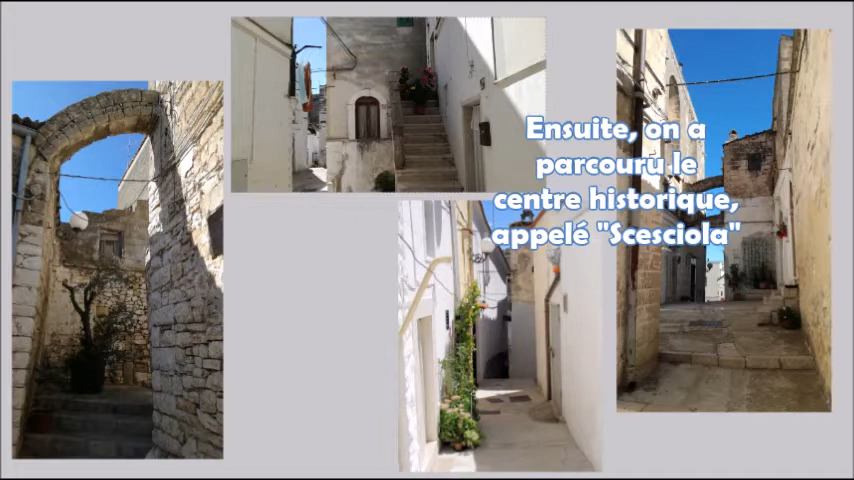 Ensuite, on a
parcouru le
centre historique,
appelé "Scesciola"